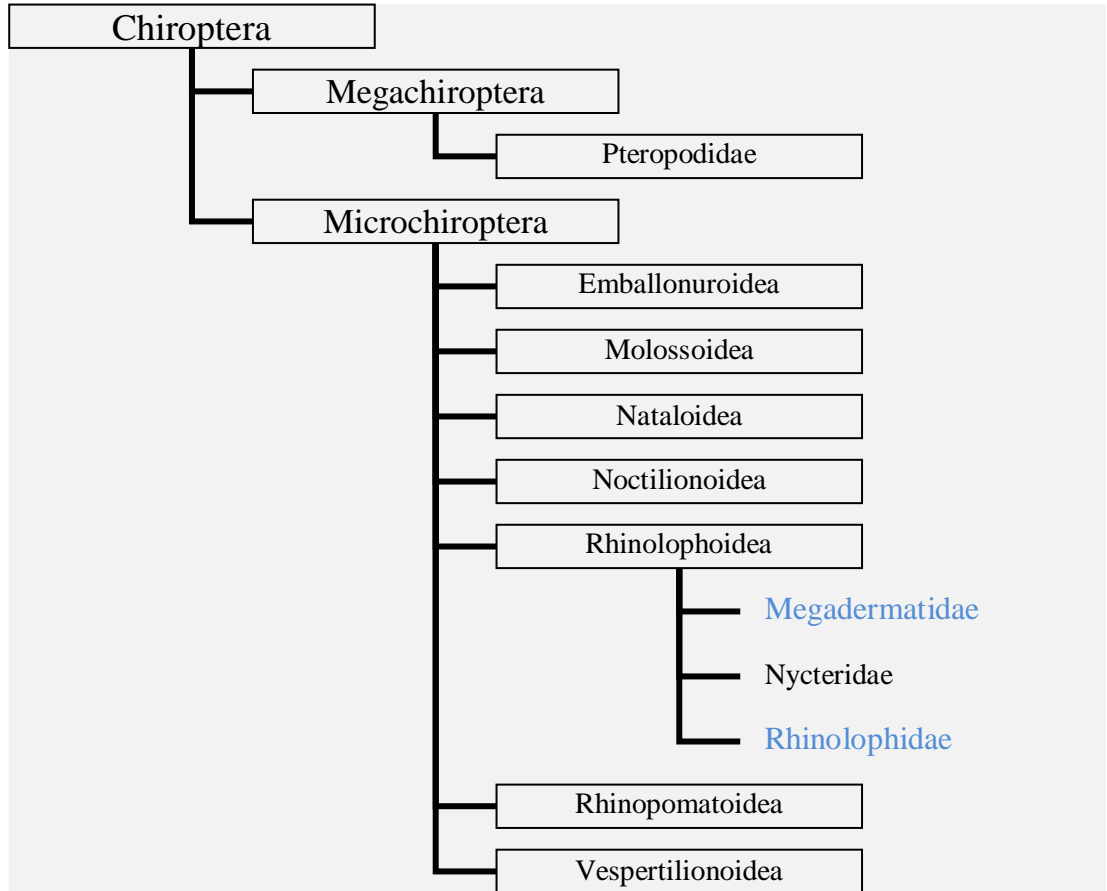 Chiroptera
Megachiroptera
Pteropodidae
Microchiroptera
Emballonuroidea
Molossoidea
Nataloidea
Noctilionoidea
Rhinolophoidea
Megadermatidae
Nycteridae
Rhinolophidae
Rhinopomatoidea
Vespertilionoidea